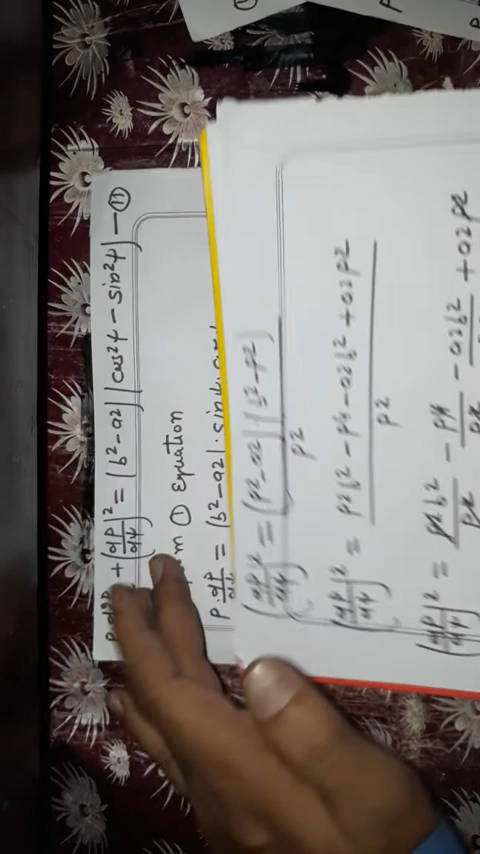 P d²P + (dP/dψ)² = (b²-a²)(cos²ψ - sin²ψ) — ⑪
① Equation
P · dP/dψ = (b²-a²) · sin ψ
(dP/dψ)² = (P²-a²)(b²-P²) / P²
(dP/dψ)² = P²b² - P⁴ - a²b² + a²P² / P²
(dP/dψ)² = P²b²/P² - P⁴/P² - a²b² + a²P²